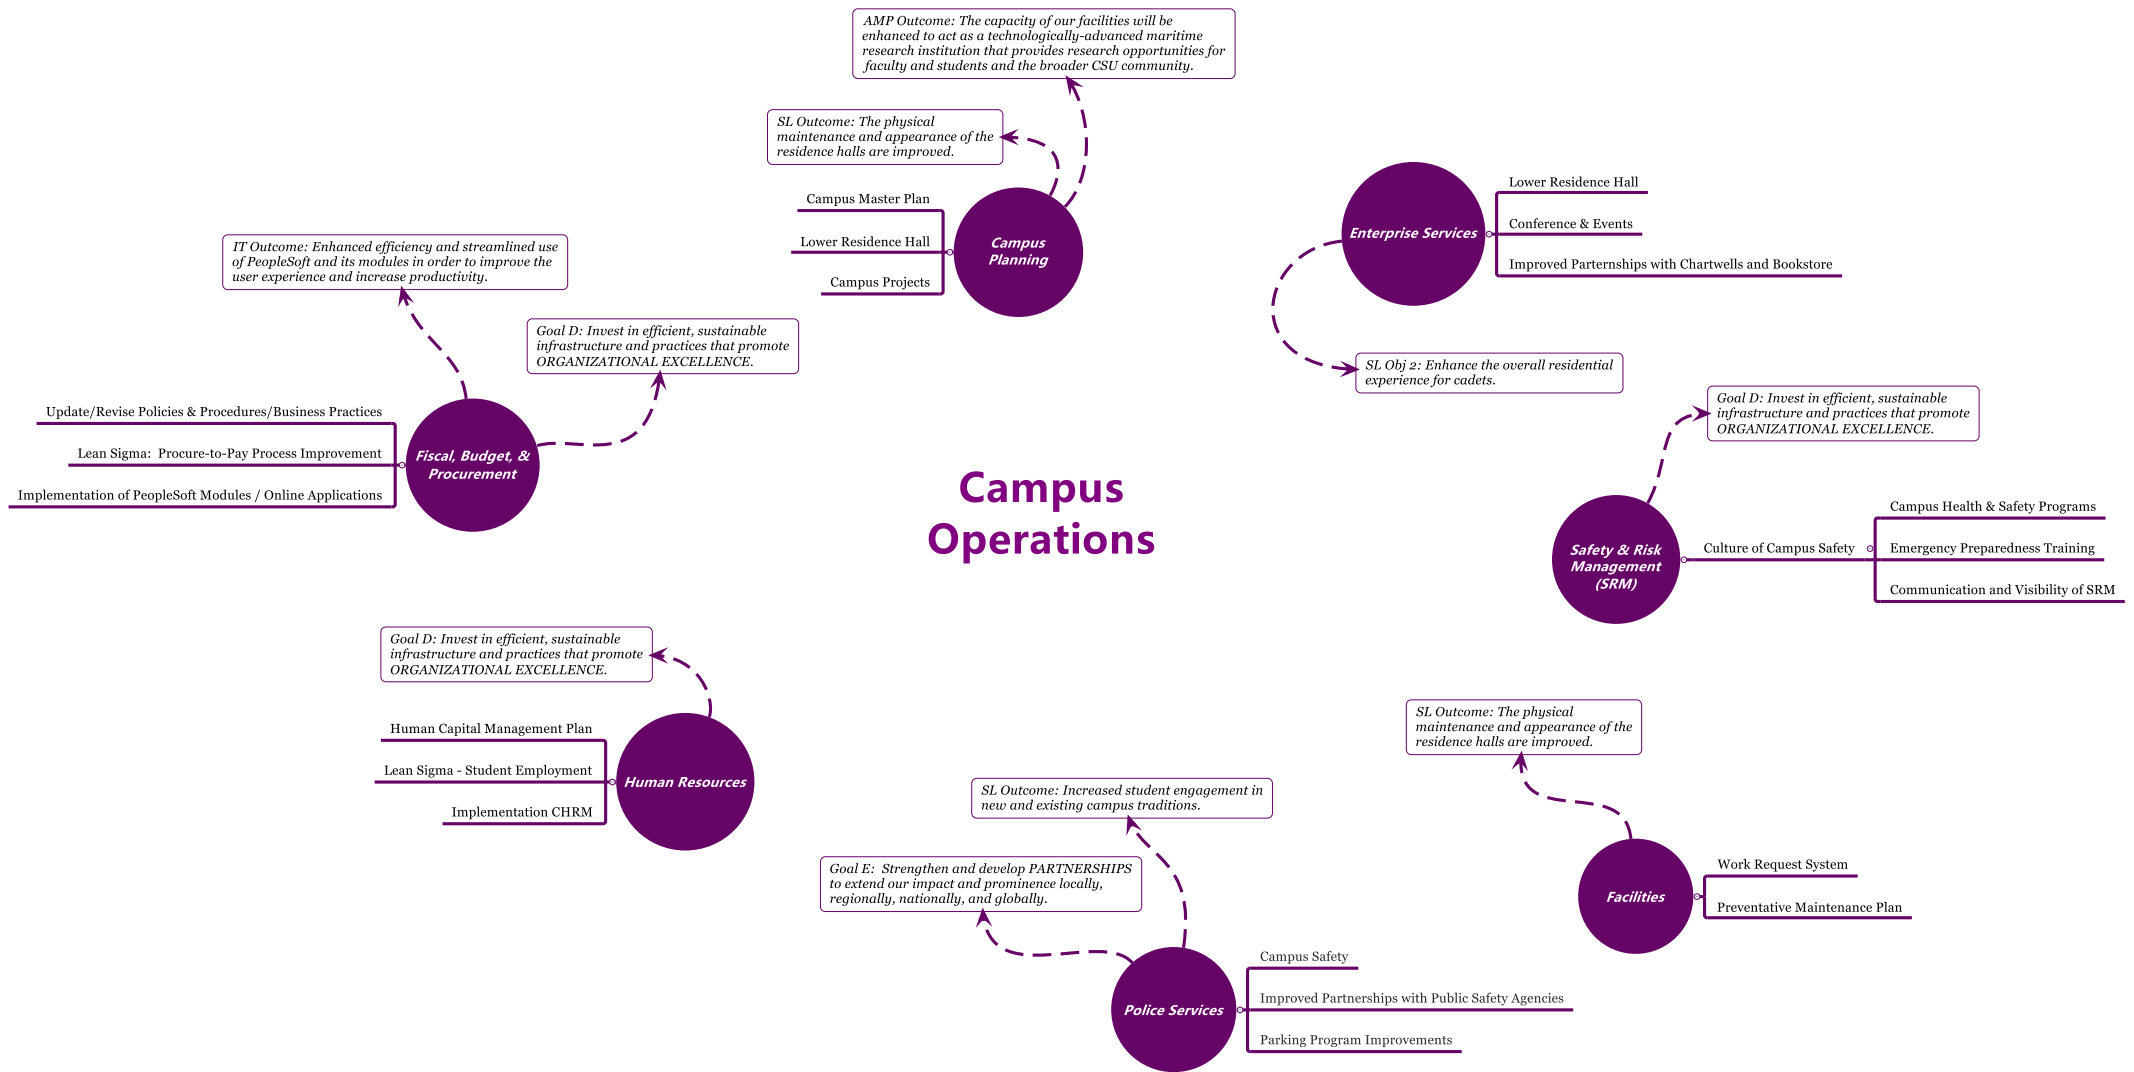 AMP Outcome: The capacity of our facilities will be
enhanced to act as a technologically-advanced maritime
research institution that provides research opportunities for
faculty and students and the broader CSU community.
SL Outcome: The physical
maintenance and appearance of the
residence halls are improved.
Campus Master Plan
Lower Residence Hall
Campus Projects
Campus
Planning
Enterprise Services
Lower Residence Hall
Conference & Events
Improved Parternships with Chartwells and Bookstore
SL Obj 2: Enhance the overall residential
experience for cadets.
IT Outcome: Enhanced efficiency and streamlined use
of PeopleSoft and its modules in order to improve the
user experience and increase productivity.
Goal D: Invest in efficient, sustainable
infrastructure and practices that promote
ORGANIZATIONAL EXCELLENCE.
Update/Revise Policies & Procedures/Business Practices
Lean Sigma:  Procure-to-Pay Process Improvement
Implementation of PeopleSoft Modules / Online Applications
Fiscal, Budget, &
Procurement
Campus
Operations
Goal D: Invest in efficient, sustainable
infrastructure and practices that promote
ORGANIZATIONAL EXCELLENCE.
Safety & Risk
Management
(SRM)
Culture of Campus Safety
Campus Health & Safety Programs
Emergency Preparedness Training
Communication and Visibility of SRM
Goal D: Invest in efficient, sustainable
infrastructure and practices that promote
ORGANIZATIONAL EXCELLENCE.
Human Capital Management Plan
Lean Sigma - Student Employment
Implementation CHRM
Human Resources
SL Outcome: The physical
maintenance and appearance of the
residence halls are improved.
Facilities
Work Request System
Preventative Maintenance Plan
SL Outcome: Increased student engagement in
new and existing campus traditions.
Goal E:  Strengthen and develop PARTNERSHIPS
to extend our impact and prominence locally,
regionally, nationally, and globally.
Police Services
Campus Safety
Improved Partnerships with Public Safety Agencies
Parking Program Improvements